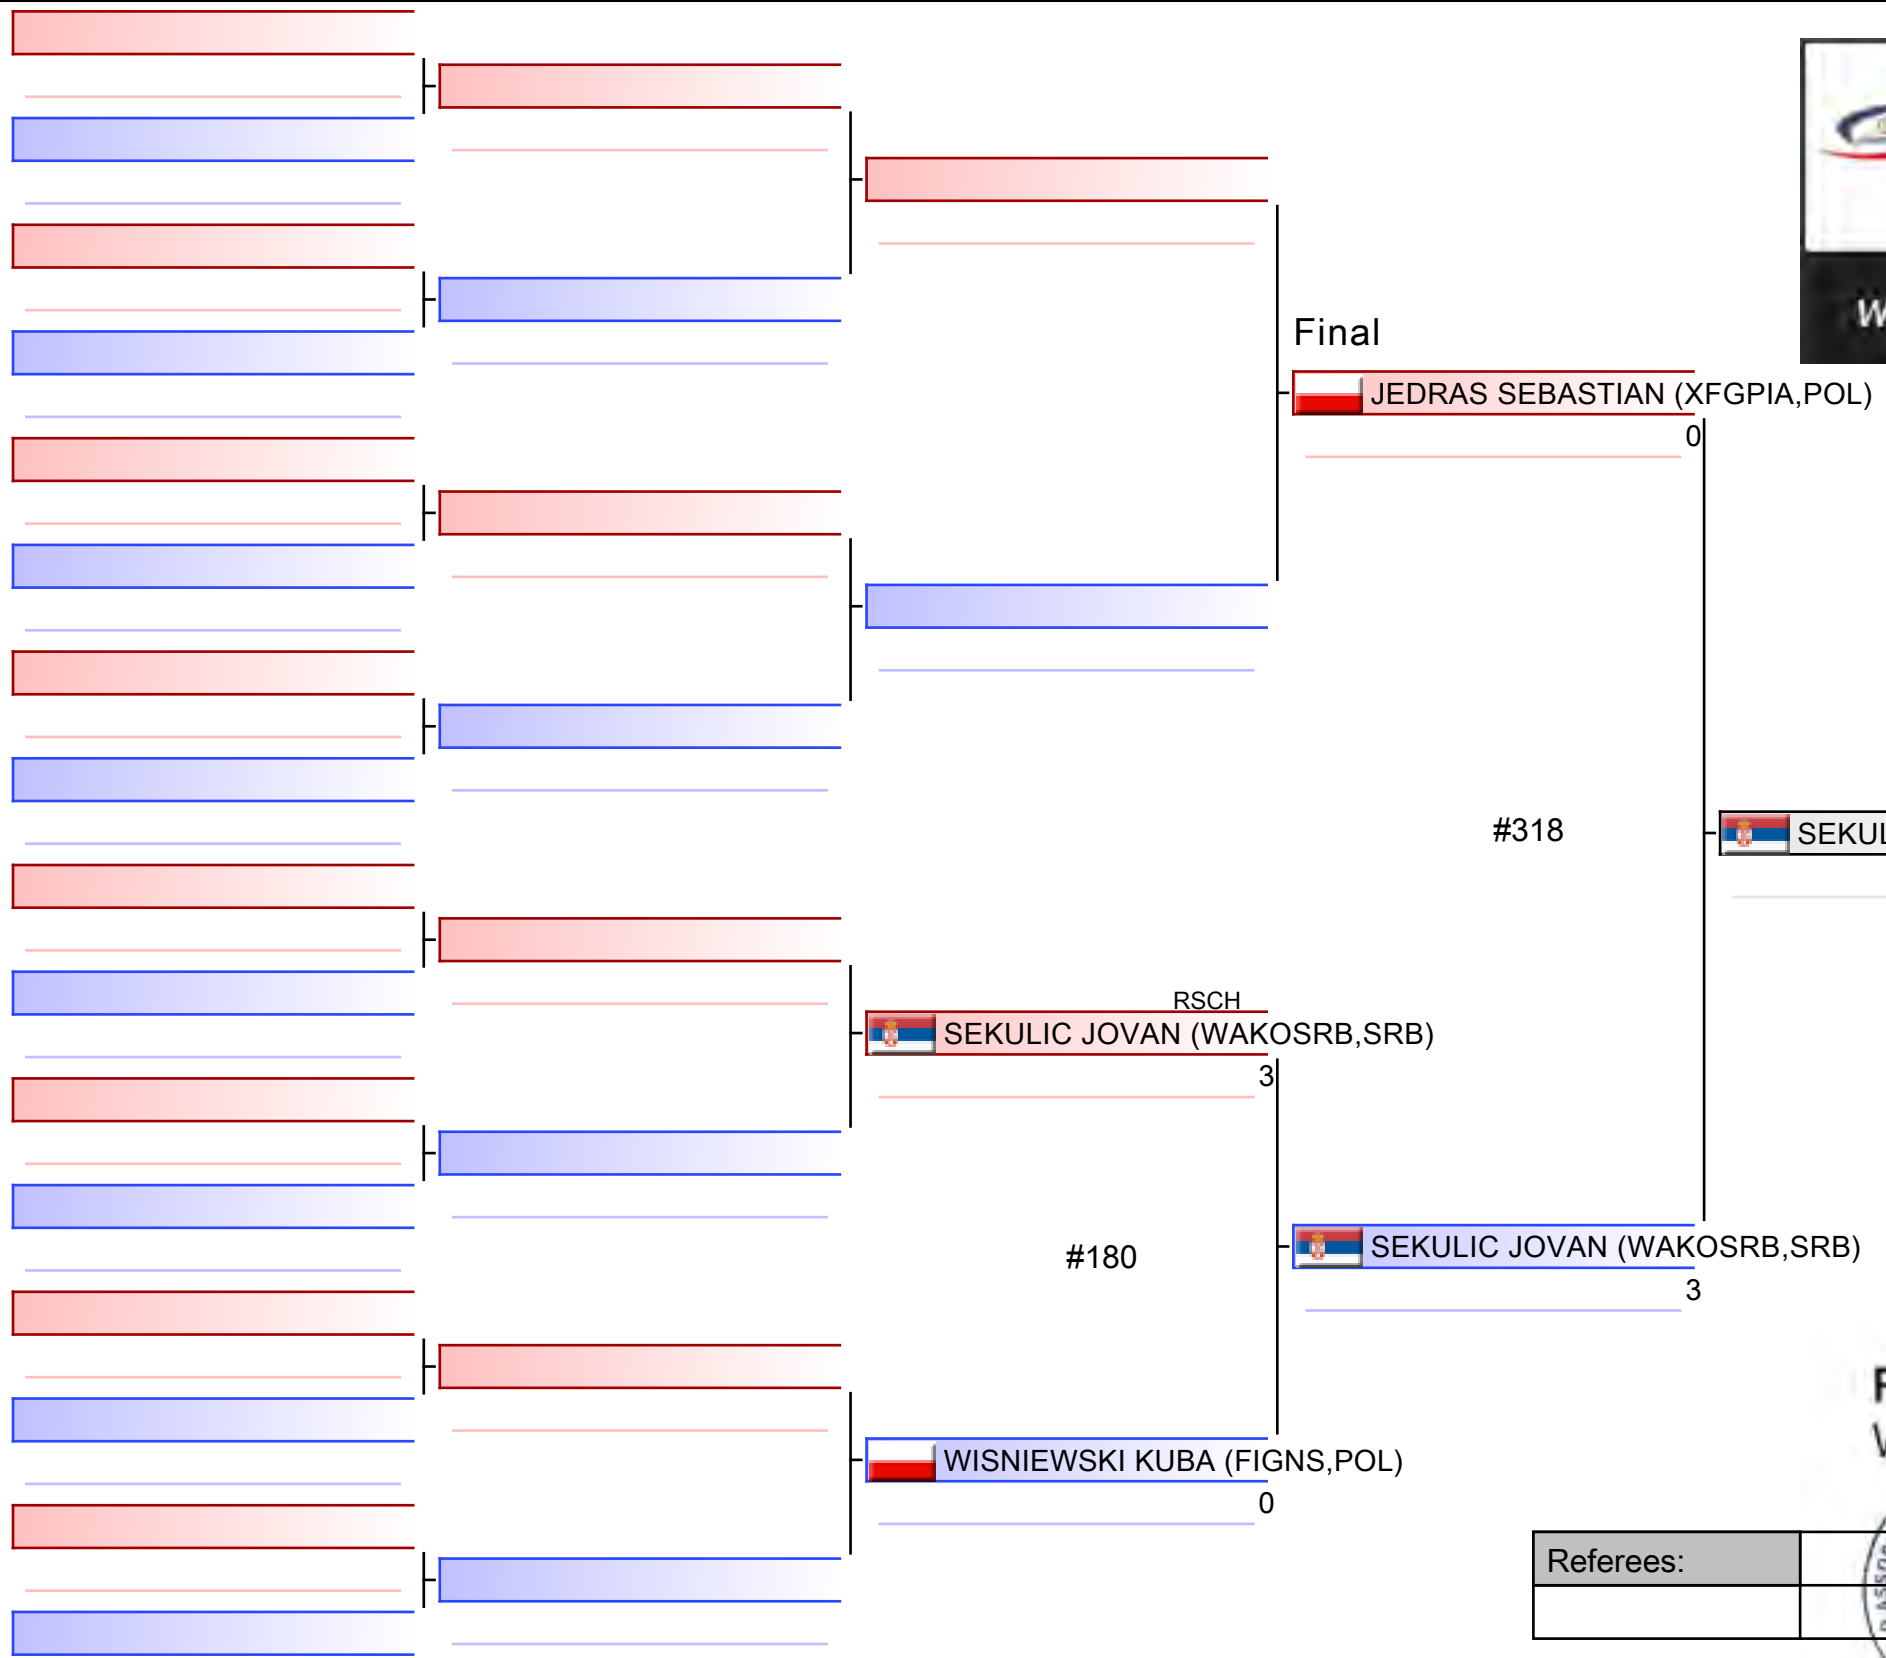 Final
JEDRAS SEBASTIAN (XFGPIA,POL)
0
#318
SEKUL
RSCH
SEKULIC JOVAN (WAKOSRB,SRB)
3
#180
SEKULIC JOVAN (WAKOSRB,SRB)
3
WISNIEWSKI KUBA (FIGNS,POL)
0
Referees: